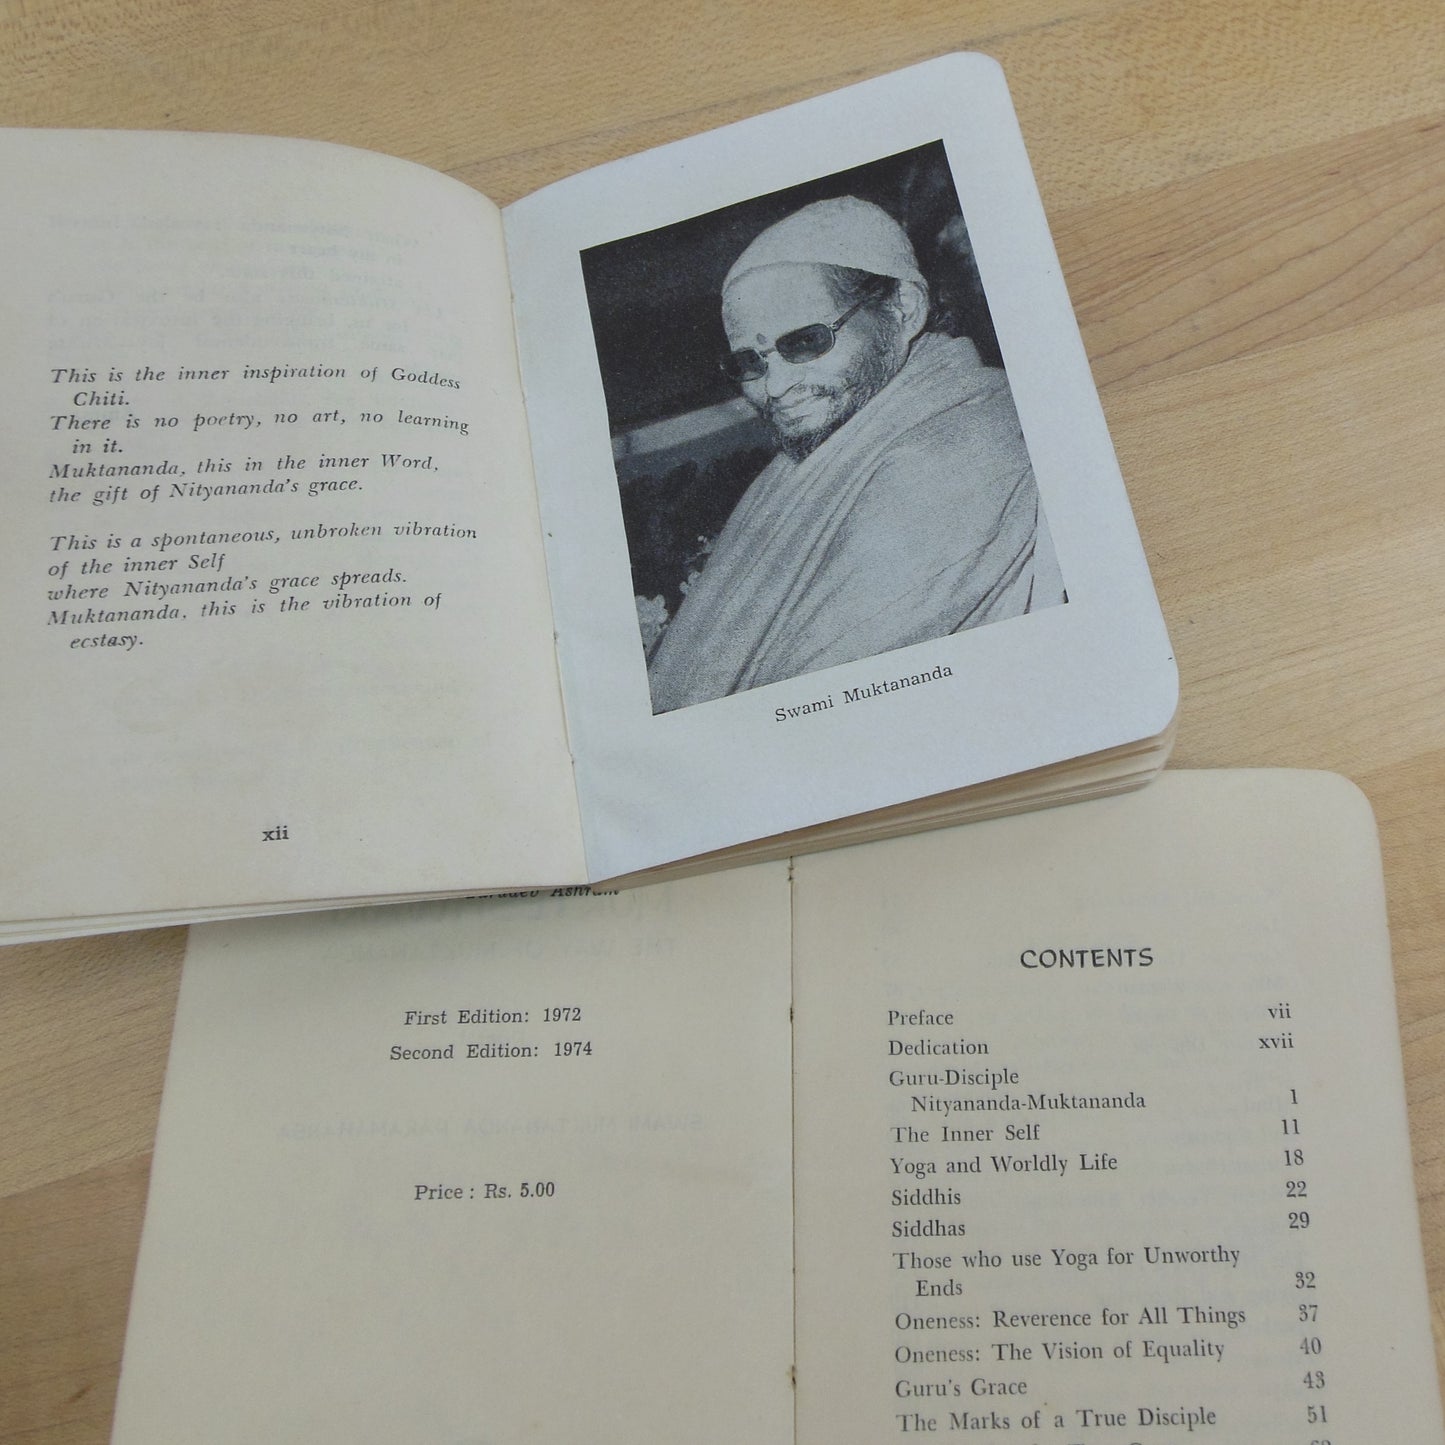 This is the inner inspiration of Goddess
Chiti.
There is no poetry, no art, no learning
in it.
Muktananda, this in the inner Word,
the gift of Nityananda's grace.
This is a spontaneous, unbroken vibration
of the inner Self
where Nityananda's grace spreads.
Muktananda, this is the vibration of
ecstasy.
xii
Swami Muktananda
Ashram
First Edition: 1972
Second Edition: 1974
Price : Rs. 5.00
CONTENTS
Preface vii
Dedication xvii
Guru-Disciple
Nityananda-Muktananda 1
The Inner Self 11
Yoga and Worldly Life 18
Siddhis 22
Siddhas 29
Those who use Yoga for Unworthy
Ends 32
Oneness: Reverence for All Things 37
Oneness: The Vision of Equality 40
Guru's Grace 43
The Marks of a True Disciple 51